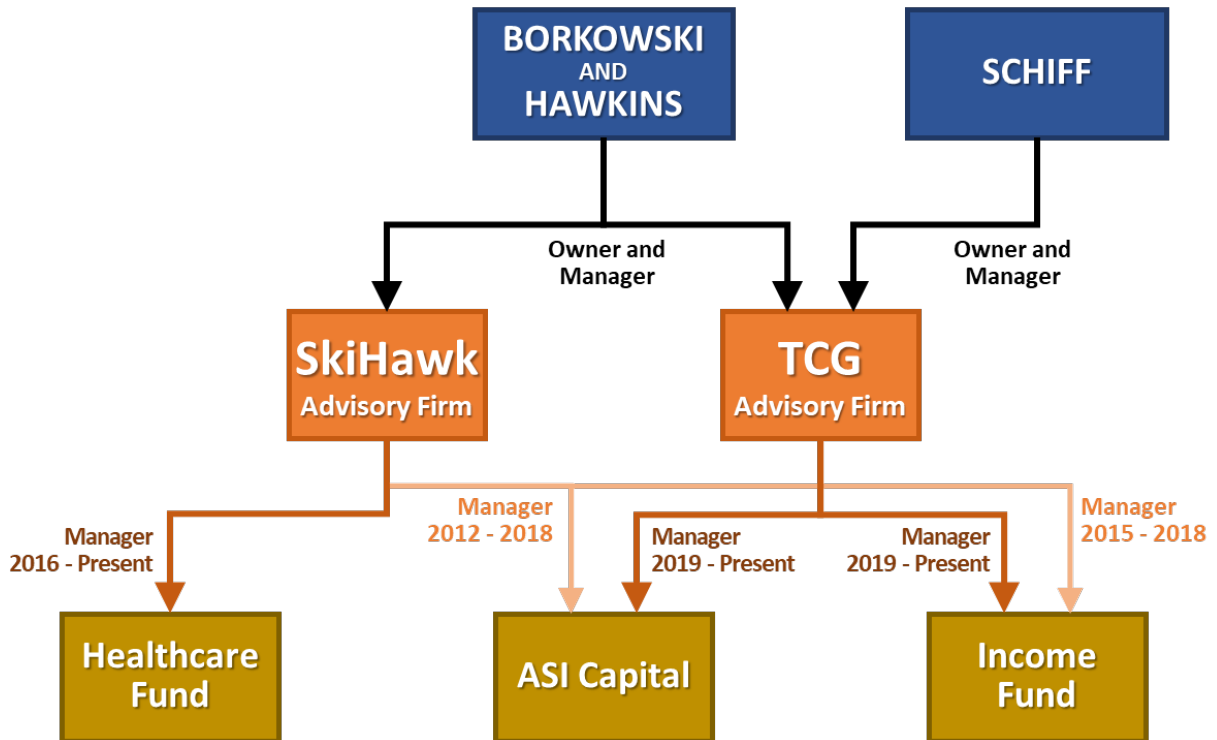 BORKOWSKI
AND
HAWKINS
SCHIFF
Owner and
Manager
Owner and
Manager
SkiHawk
Advisory Firm
TCG
Advisory Firm
Manager
2016 - Present
Manager
2012 - 2018
Manager
2019 - Present
Manager
2019 - Present
Manager
2015 - 2018
Healthcare
Fund
ASI Capital
Income
Fund